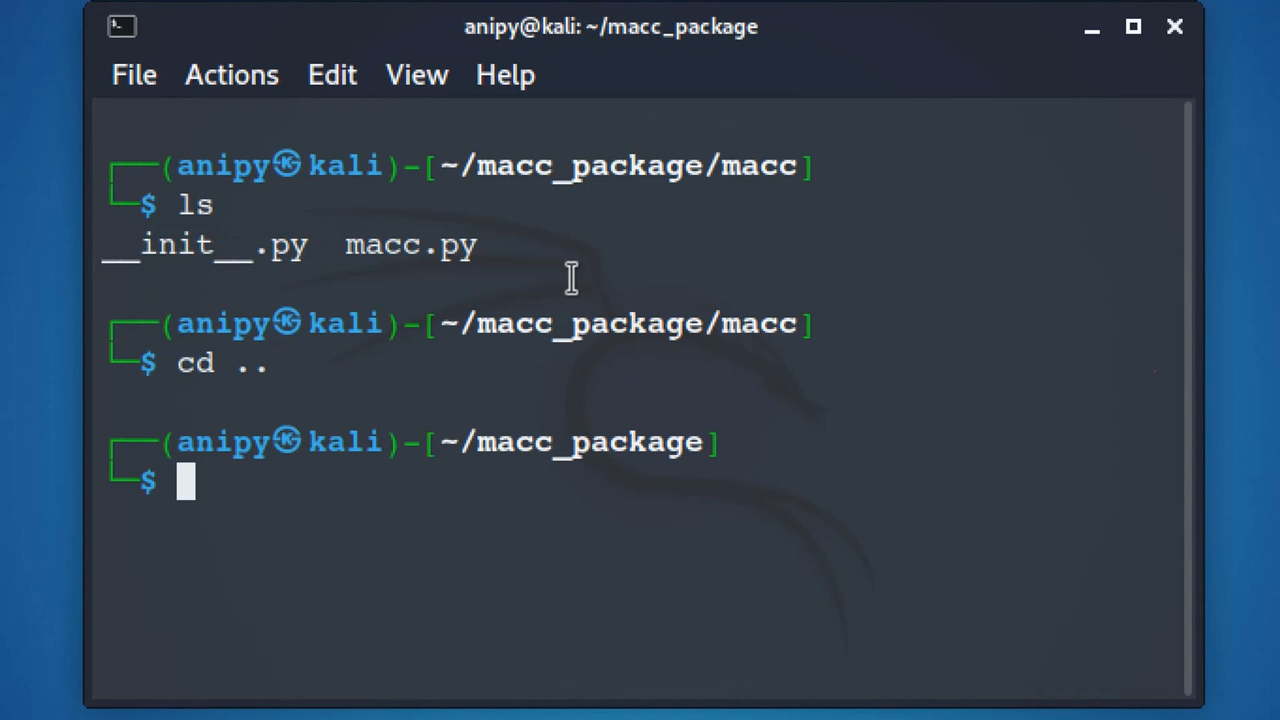 anipy@kali: ~/macc_package
File Actions Edit View Help
┌──(anipy㉿kali)-[~/macc_package/macc]
└─$ ls
__init__.py  macc.py
┌──(anipy㉿kali)-[~/macc_package/macc]
└─$ cd ..
┌──(anipy㉿kali)-[~/macc_package]
└─$